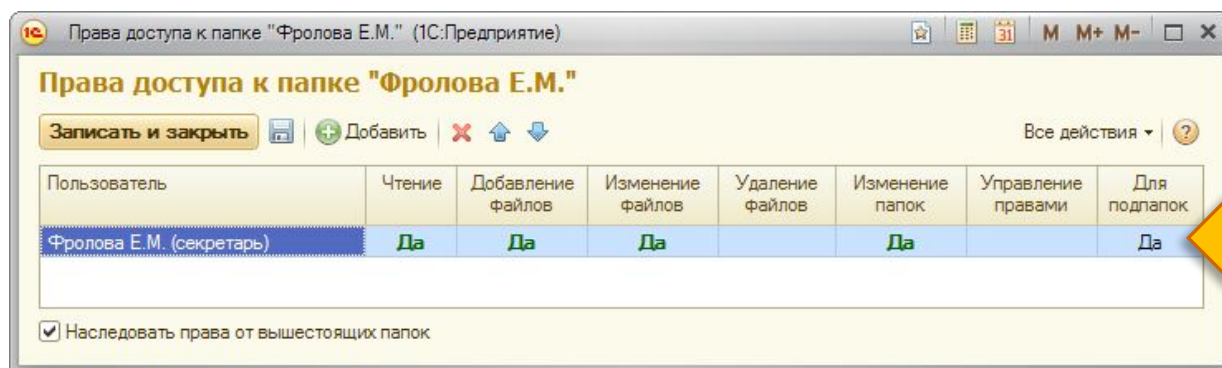 1С Права доступа к папке "Фролова Е.М." (1С:Предприятие) 31 M M+ M-
Права доступа к папке "Фролова Е.М."
Записать и закрыть Добавить Все действия ?
Пользователь Чтение Добавление файлов Изменение файлов Удаление файлов Изменение папок Управление правами Для подпапок
Фролова Е.М. (секретарь) Да Да Да Да Да
Наследовать права от вышестоящих папок